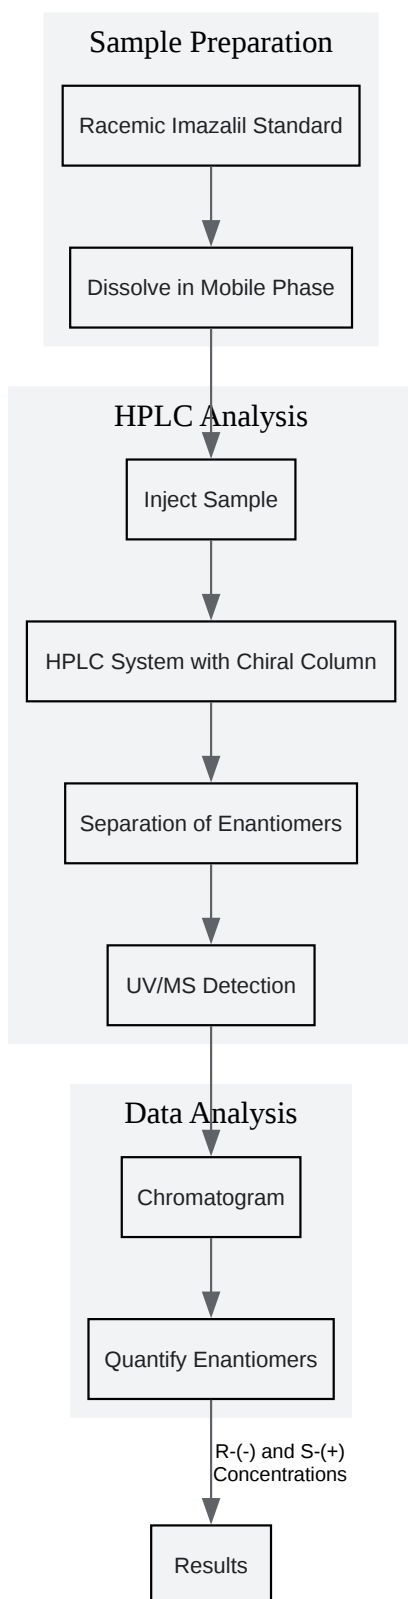 Sample Preparation
Racemic Imazalil Standard
Dissolve in Mobile Phase
HPLC Analysis
Inject Sample
HPLC System with Chiral Column
Separation of Enantiomers
UV/MS Detection
Data Analysis
Chromatogram
Quantify Enantiomers
R-(-) and S-(+)
Concentrations
Results